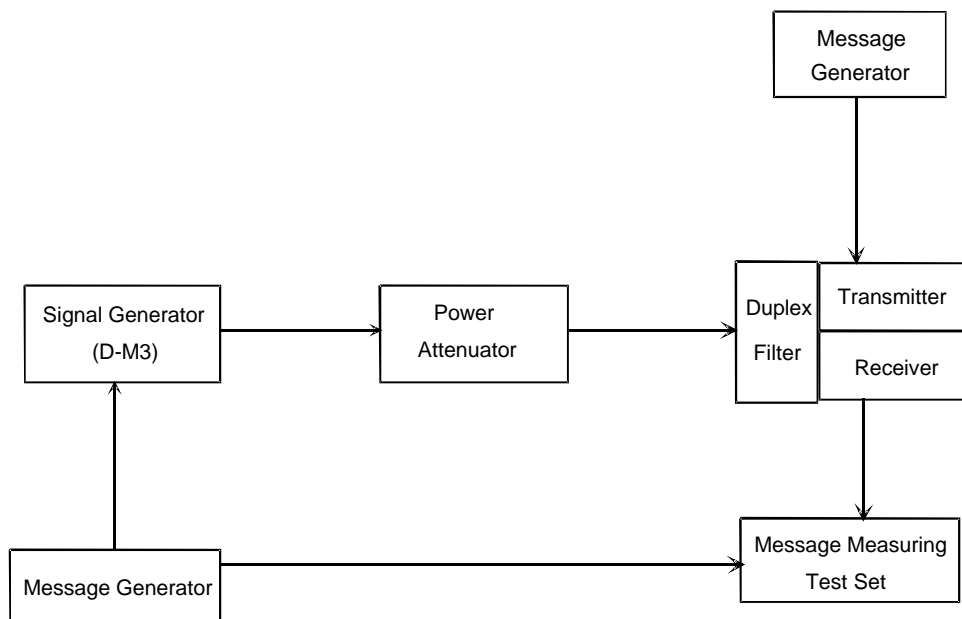 Message
Generator
Signal Generator
(D-M3)
Power
Attenuator
Duplex
Filter
Transmitter
Receiver
Message Generator
Message Measuring
Test Set